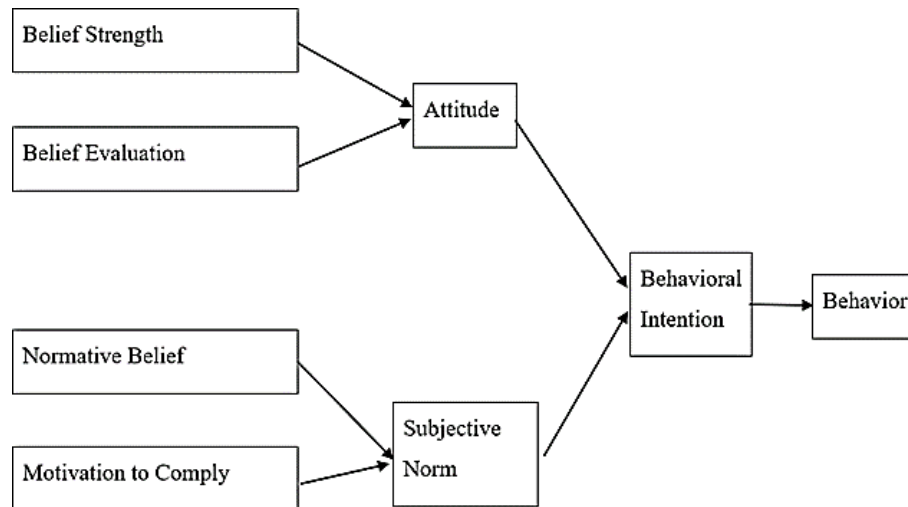 Belief Strength
Attitude
Belief Evaluation
Behavioral
Intention
Behavior
Normative Belief
Subjective
Norm
Motivation to Comply